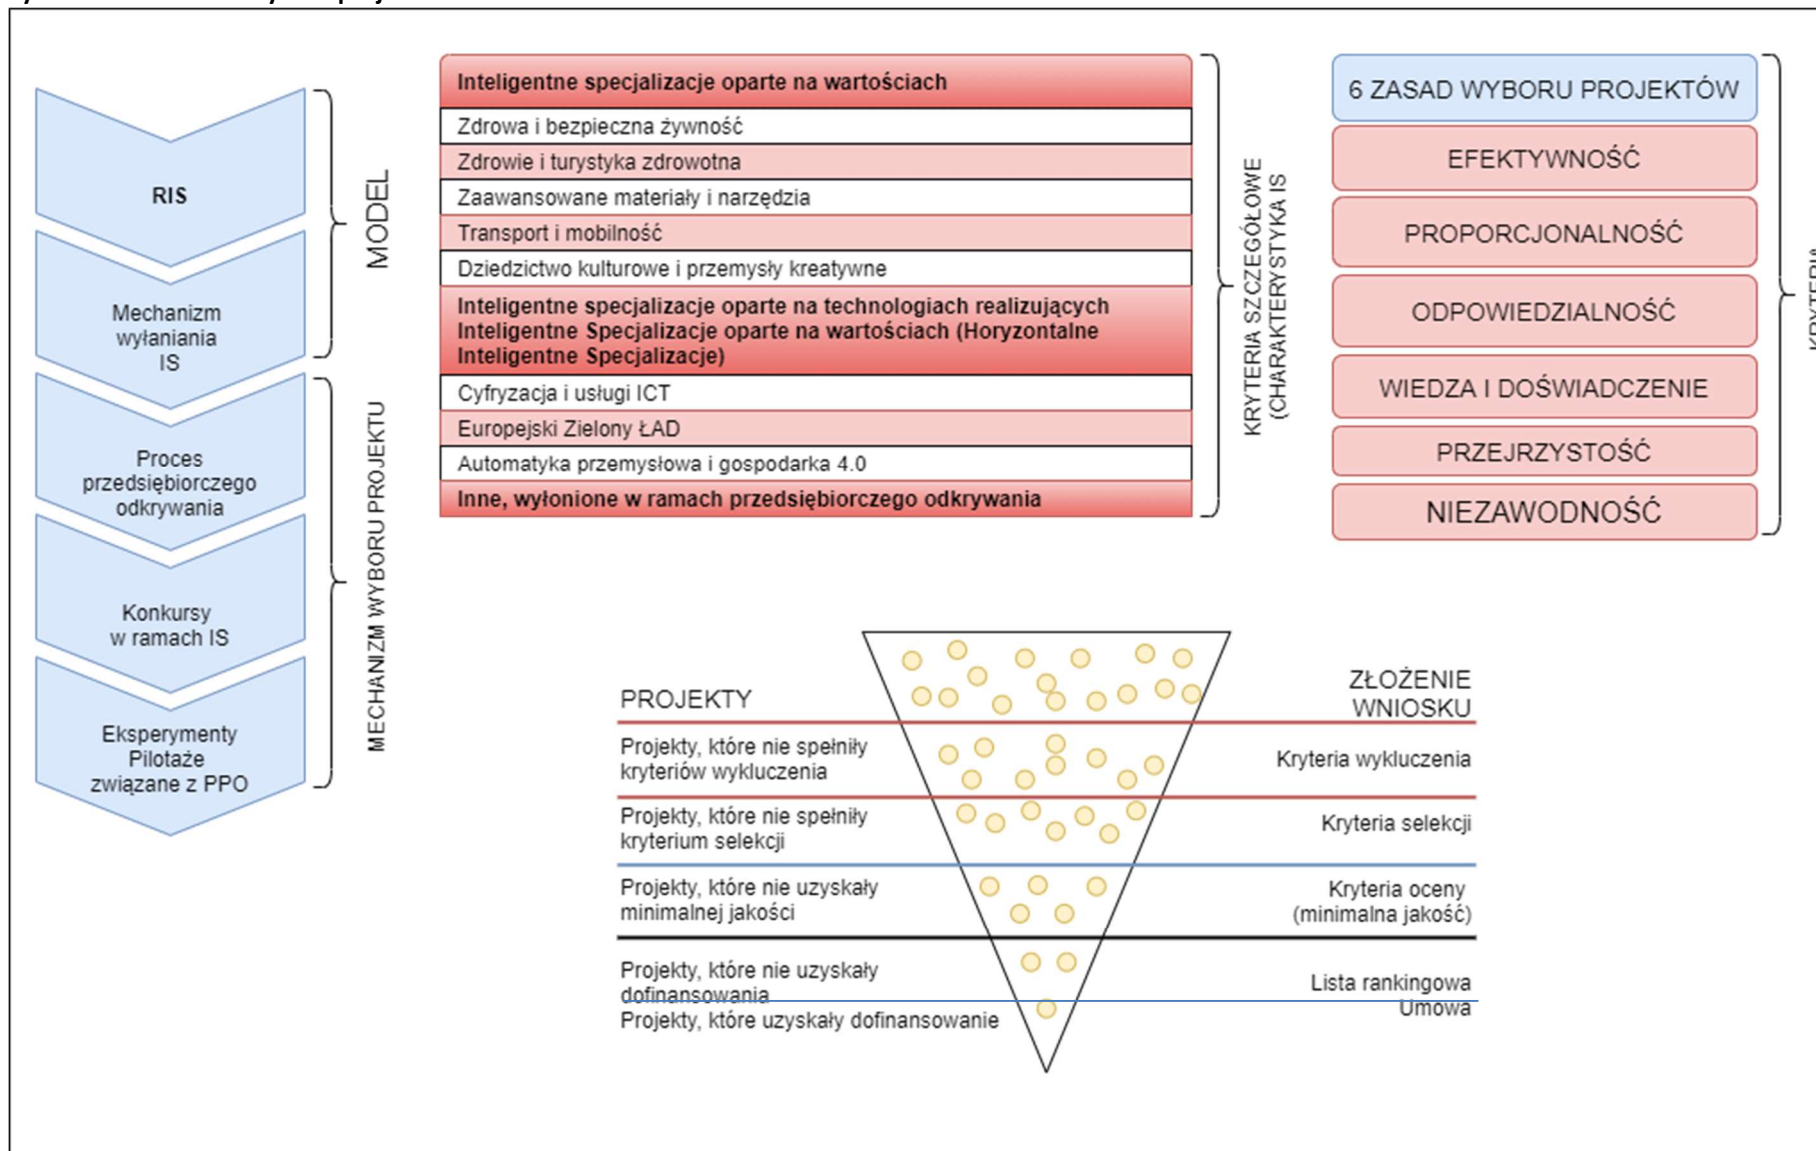 RIS
Mechanizm
wyłaniania
IS
Proces
przedsiębiorczego
odkrywania
Konkursy
w ramach IS
Eksperymenty
Pilotaże
związane z PPO
MODEL
MECHANIZM WYBORU PROJEKTU
Inteligentne specjalizacje oparte na wartościach
Zdrowa i bezpieczna żywność
Zdrowie i turystyka zdrowotna
Zaawansowane materiały i narzędzia
Transport i mobilność
Dziedzictwo kulturowe i przemysły kreatywne
Inteligentne specjalizacje oparte na technologiach realizujących
Inteligentne Specjalizacje oparte na wartościach (Horyzontalne
Inteligentne Specjalizacje)
Cyfryzacja i usługi ICT
Europejski Zielony ŁAD
Automatyka przemysłowa i gospodarka 4.0
Inne, wyłonione w ramach przedsiębiorczego odkrywania
KRYTERIA SZCZEGÓŁOWE
(CHARAKTERYSTYKA IS
6 ZASAD WYBORU PROJEKTÓW
EFEKTYWNOŚĆ
PROPORCJONALNOŚĆ
ODPOWIEDZIALNOŚĆ
WIEDZA I DOŚWIADCZENIE
PRZEJRZYSTOŚĆ
NIEZAWODNOŚĆ
PROJEKTY
ZŁOŻENIE
WNIOSKU
Projekty, które nie spełniły
kryteriów wykluczenia
Kryteria wykluczenia
Projekty, które nie spełniły
kryterium selekcji
Kryteria selekcji
Projekty, które nie uzyskały
minimalnej jakości
Kryteria oceny
(minimalna jakość)
Projekty, które nie uzyskały
dofinansowania
Projekty, które uzyskały dofinansowanie
Lista rankingowa
Umowa